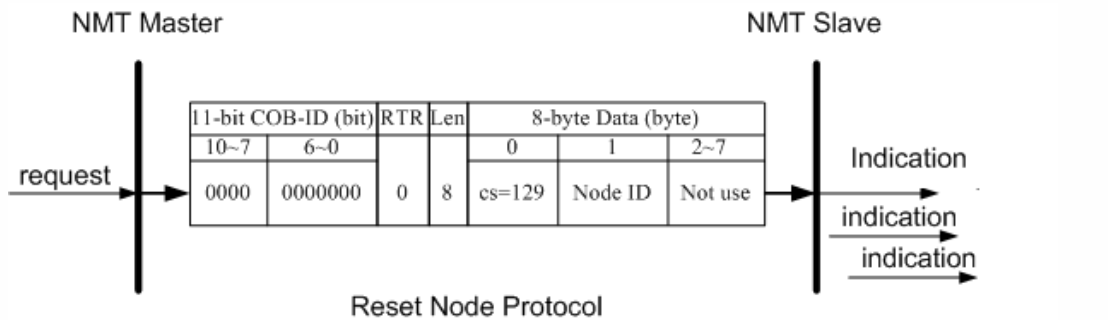 NMT Master NMT Slave
11-bit COB-ID (bit) RTR Len 8-byte Data (byte)
10~7 6~0 0 1 2~7
request 0000 0000000 0 8 cs=129 Node ID Not use Indication
indication
indication
Reset Node Protocol